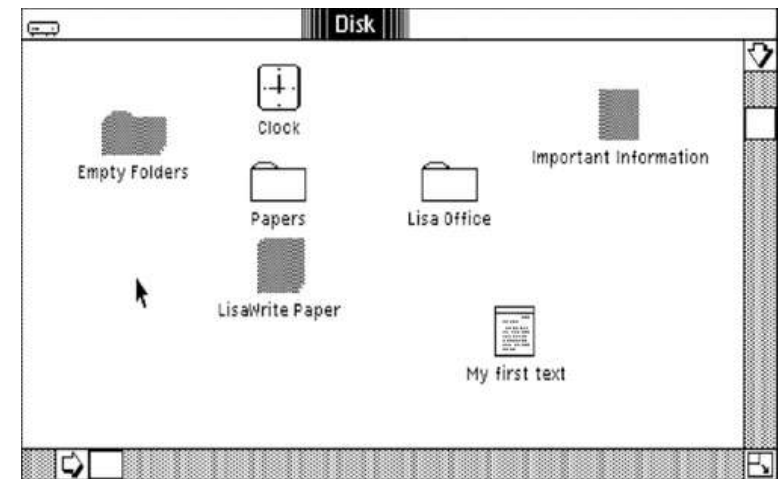 Disk
Clock
Empty Folders
Important Information
Papers
Lisa Office
LisaWrite Paper
My first text